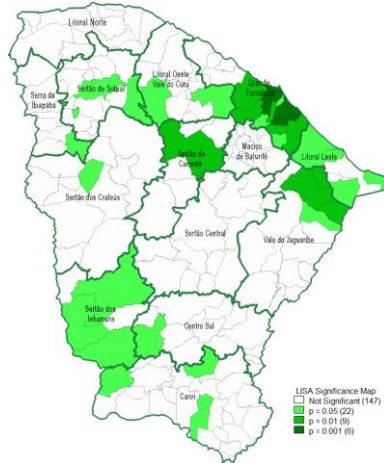 Litoral Norte
Litoral Oeste
Vale do Curu
Grande
Fortaleza
Serra da
Ibiapaba
Sertão de Sobral
Sertão de
Canindé
Maciço
de Baturité
Litoral Leste
Sertão dos Crateús
Sertão Central
Vale do Jaguaribe
Sertão dos
Inhamuns
Centro Sul
Cariri
LISA Significance Map
Not Significant (147)
p = 0.05 (22)
p = 0.01 (9)
p = 0.001 (6)